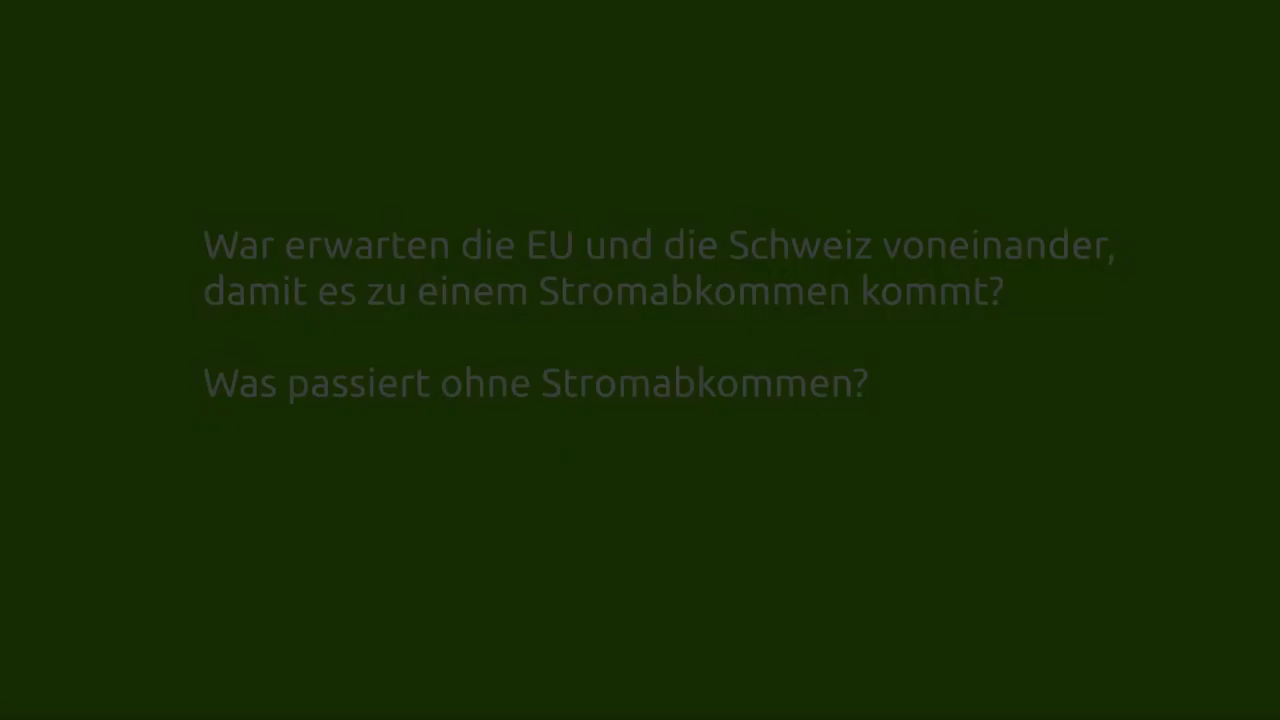 War erwarten die EU und die Schweiz voneinander,
damit es zu einem Stromabkommen kommt?
Was passiert ohne Stromabkommen?